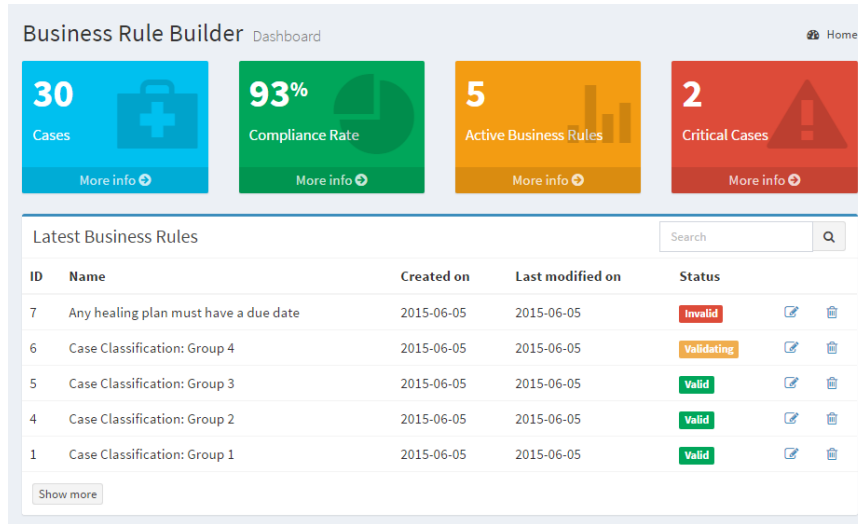 Business Rule Builder Dashboard Home
30 93% 5 2
Cases Compliance Rate Active Business Rules Critical Cases
More info More info More info More info
Latest Business Rules Search
ID Name Created on Last modified on Status
7 Any healing plan must have a due date 2015-06-05 2015-06-05 Invalid
6 Case Classification: Group 4 2015-06-05 2015-06-05 Validating
5 Case Classification: Group 3 2015-06-05 2015-06-05 Valid
4 Case Classification: Group 2 2015-06-05 2015-06-05 Valid
1 Case Classification: Group 1 2015-06-05 2015-06-05 Valid
Show more